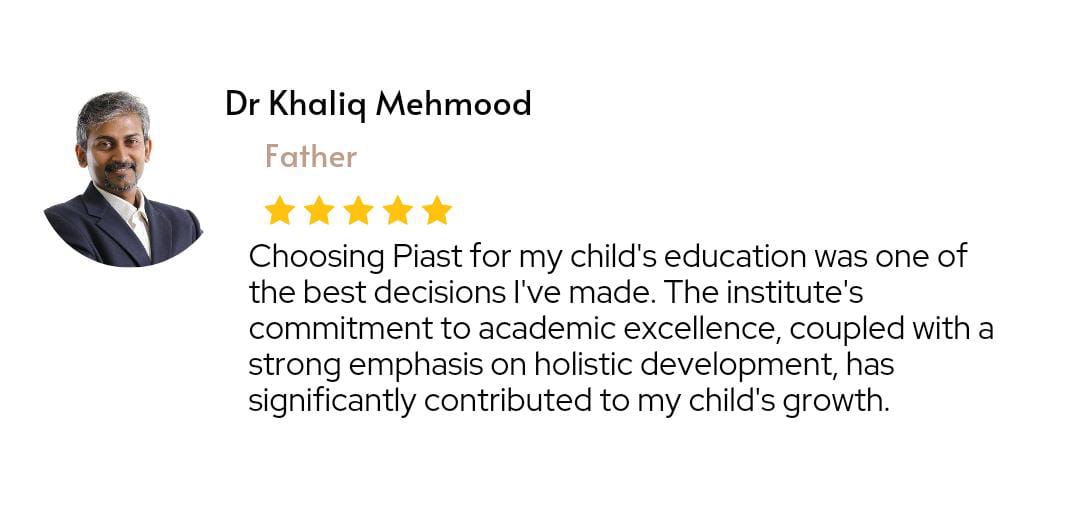 Dr Khaliq Mehmood
Father
Choosing Piast for my child's education was one of
the best decisions I've made. The institute's
commitment to academic excellence, coupled with a
strong emphasis on holistic development, has
significantly contributed to my child's growth.